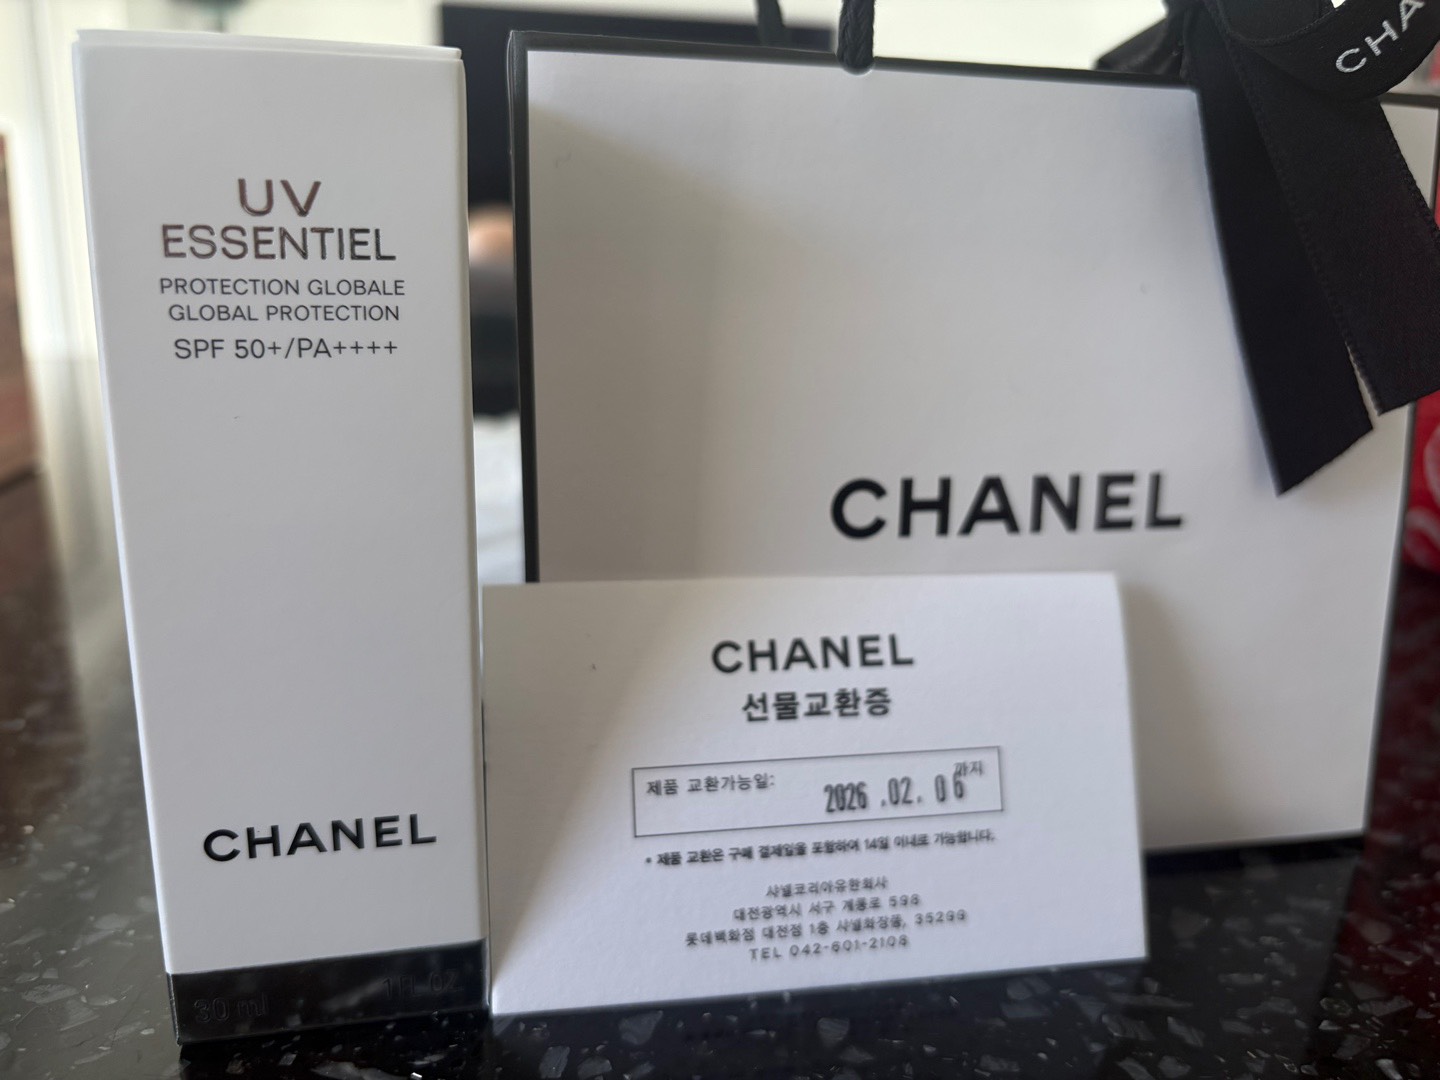 UV
ESSENTIEL
PROTECTION GLOBALE
GLOBAL PROTECTION
SPF 50+/PA++++
CHANEL
30 ml 1 FL. OZ.
CHA
CHANEL
CHANEL
선물교환증
제품 교환가능일: 2026 .02. 06 까지
* 제품 교환은 구매 결제일을 포함하여 14일 이내로 가능합니다.
샤넬코리아유한회사
대전광역시 서구 계룡로 598
롯데백화점 대전점 1층 샤넬화장품, 35299
TEL 042-601-2108